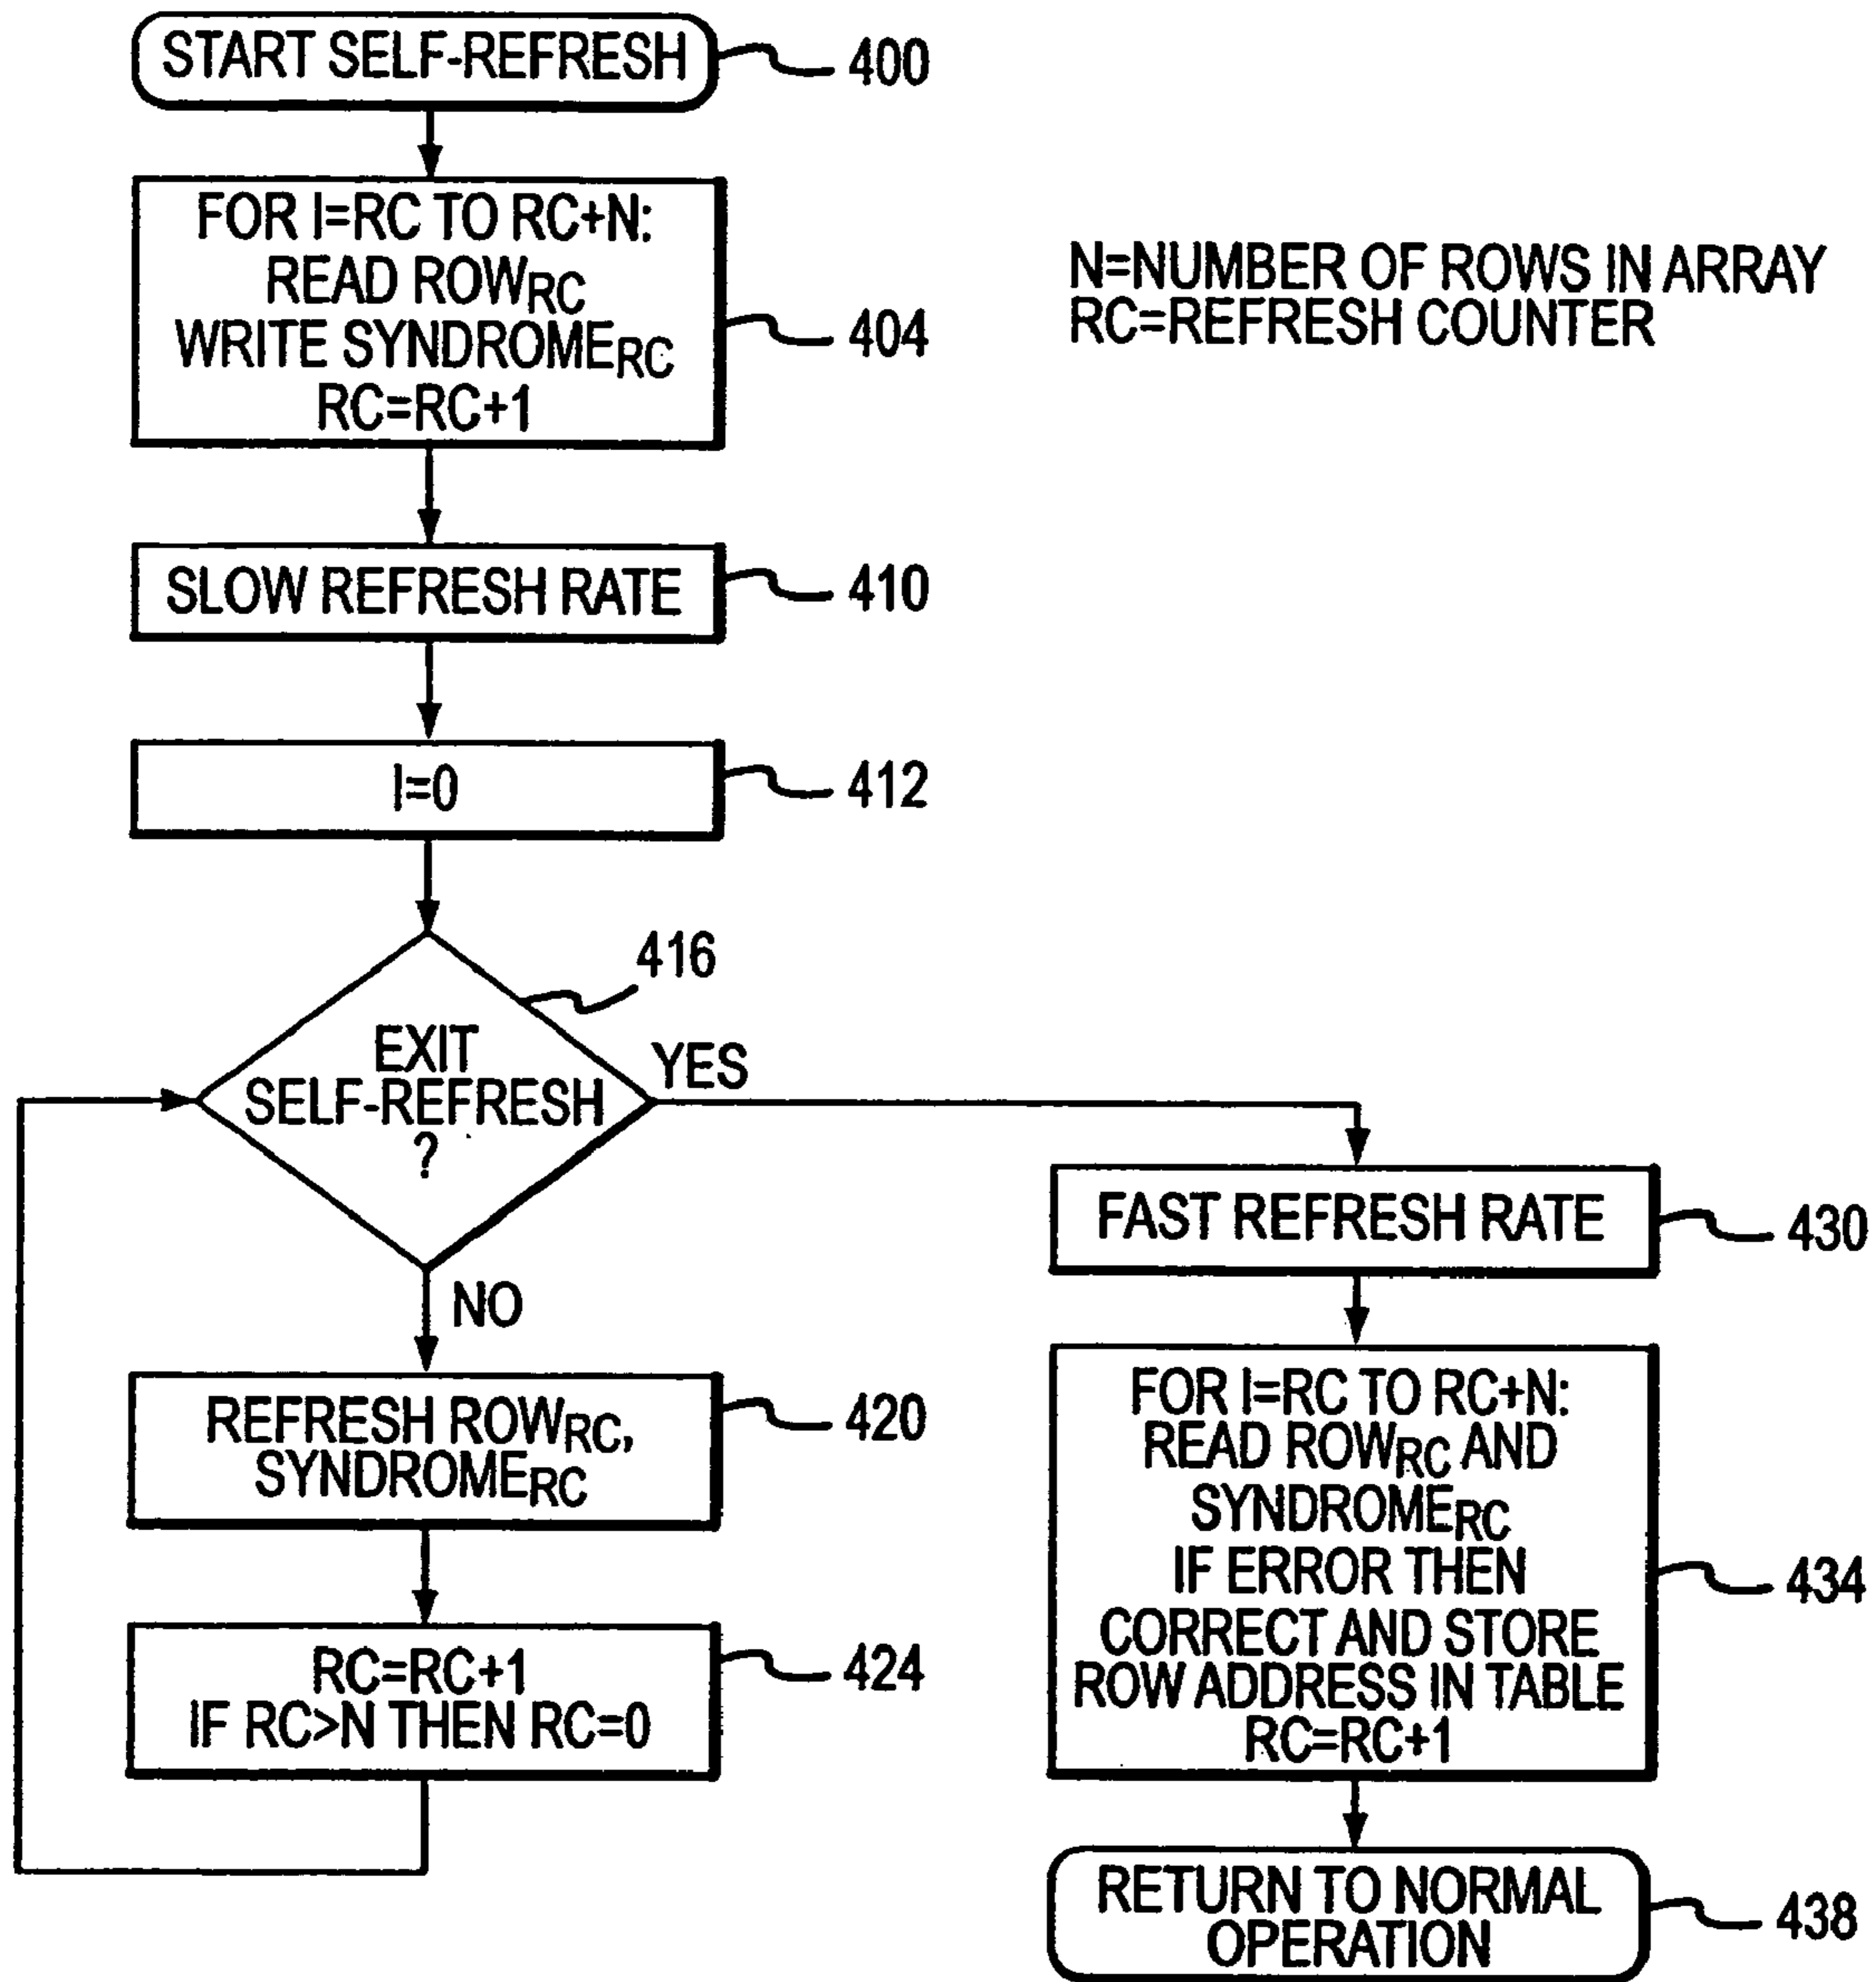 START SELF-REFRESH
400
FOR I=RC TO RC+N:
READ ROWRC
WRITE SYNDROMERC
RC=RC+1
404
N=NUMBER OF ROWS IN ARRAY
RC=REFRESH COUNTER
SLOW REFRESH RATE
410
I=0
412
416
EXIT
SELF-REFRESH
?
YES
NO
REFRESH ROWRC,
SYNDROMERC
420
RC=RC+1
IF RC>N THEN RC=0
424
FAST REFRESH RATE
430
FOR I=RC TO RC+N:
READ ROWRC AND
SYNDROMERC
IF ERROR THEN
CORRECT AND STORE
ROW ADDRESS IN TABLE
RC=RC+1
434
RETURN TO NORMAL
OPERATION
438